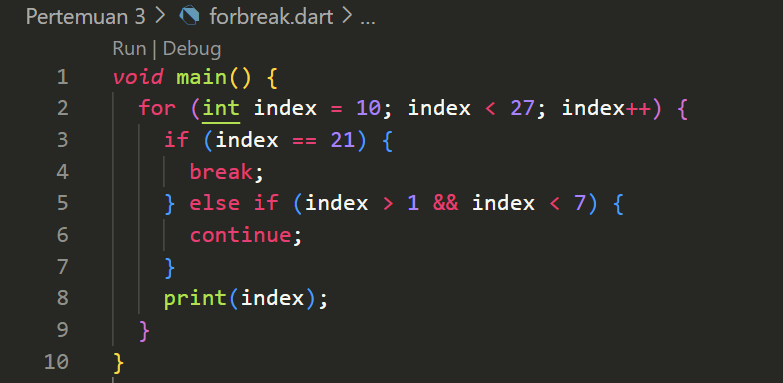 Pertemuan 3 > forbreak.dart > ...
Run | Debug
1 void main() {
2   for (int index = 10; index < 27; index++) {
3     if (index == 21) {
4       break;
5     } else if (index > 1 && index < 7) {
6       continue;
7     }
8     print(index);
9   }
10 }